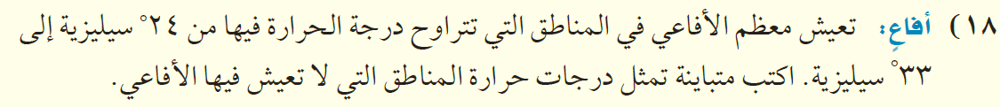 ١٨) أفاعٍ: تعيش معظم الأفاعي في المناطق التي تتراوح درجة الحرارة فيها من ٢٤° سيليزية إلى
٣٣° سيليزية. اكتب متباينة تمثل درجات حرارة المناطق التي لا تعيش فيها الأفاعي.